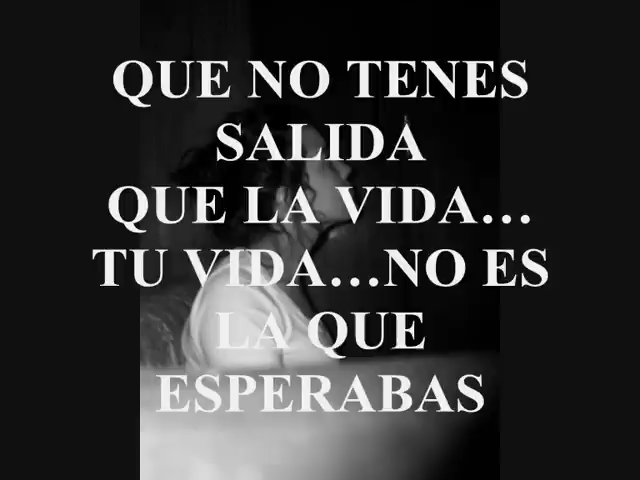 QUE NO TENES
SALIDA
QUE LA VIDA...
TU VIDA...NO ES
LA QUE
ESPERABAS